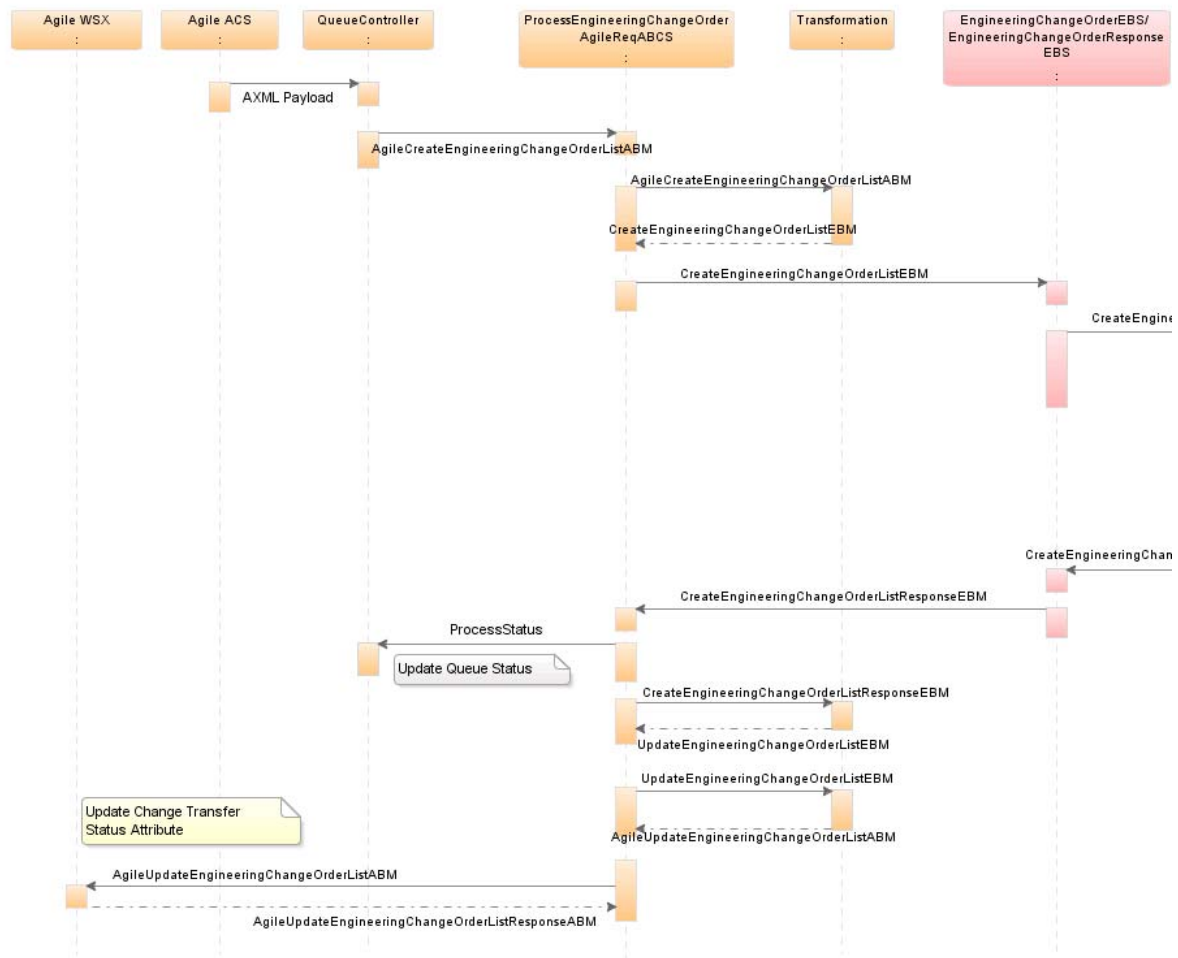 Agile WSX
:
Agile ACS
:
QueueController
:
ProcessEngineeringChangeOrder
AgileReqABCS
:
Transformation
:
EngineeringChangeOrderEBS/
EngineeringChangeOrderResponse
EBS
:
AXML Payload
AgileCreateEngineeringChangeOrderListABM
AgileCreateEngineeringChangeOrderListABM
CreateEngineeringChangeOrderListEBM
CreateEngineeringChangeOrderListEBM
CreateEngine
CreateEngineeringChan
CreateEngineeringChangeOrderListResponseEBM
ProcessStatus
Update Queue Status
CreateEngineeringChangeOrderListResponseEBM
UpdateEngineeringChangeOrderListEBM
UpdateEngineeringChangeOrderListEBM
Update Change Transfer
Status Attribute
AgileUpdateEngineeringChangeOrderListABM
AgileUpdateEngineeringChangeOrderListABM
AgileUpdateEngineeringChangeOrderListResponseABM